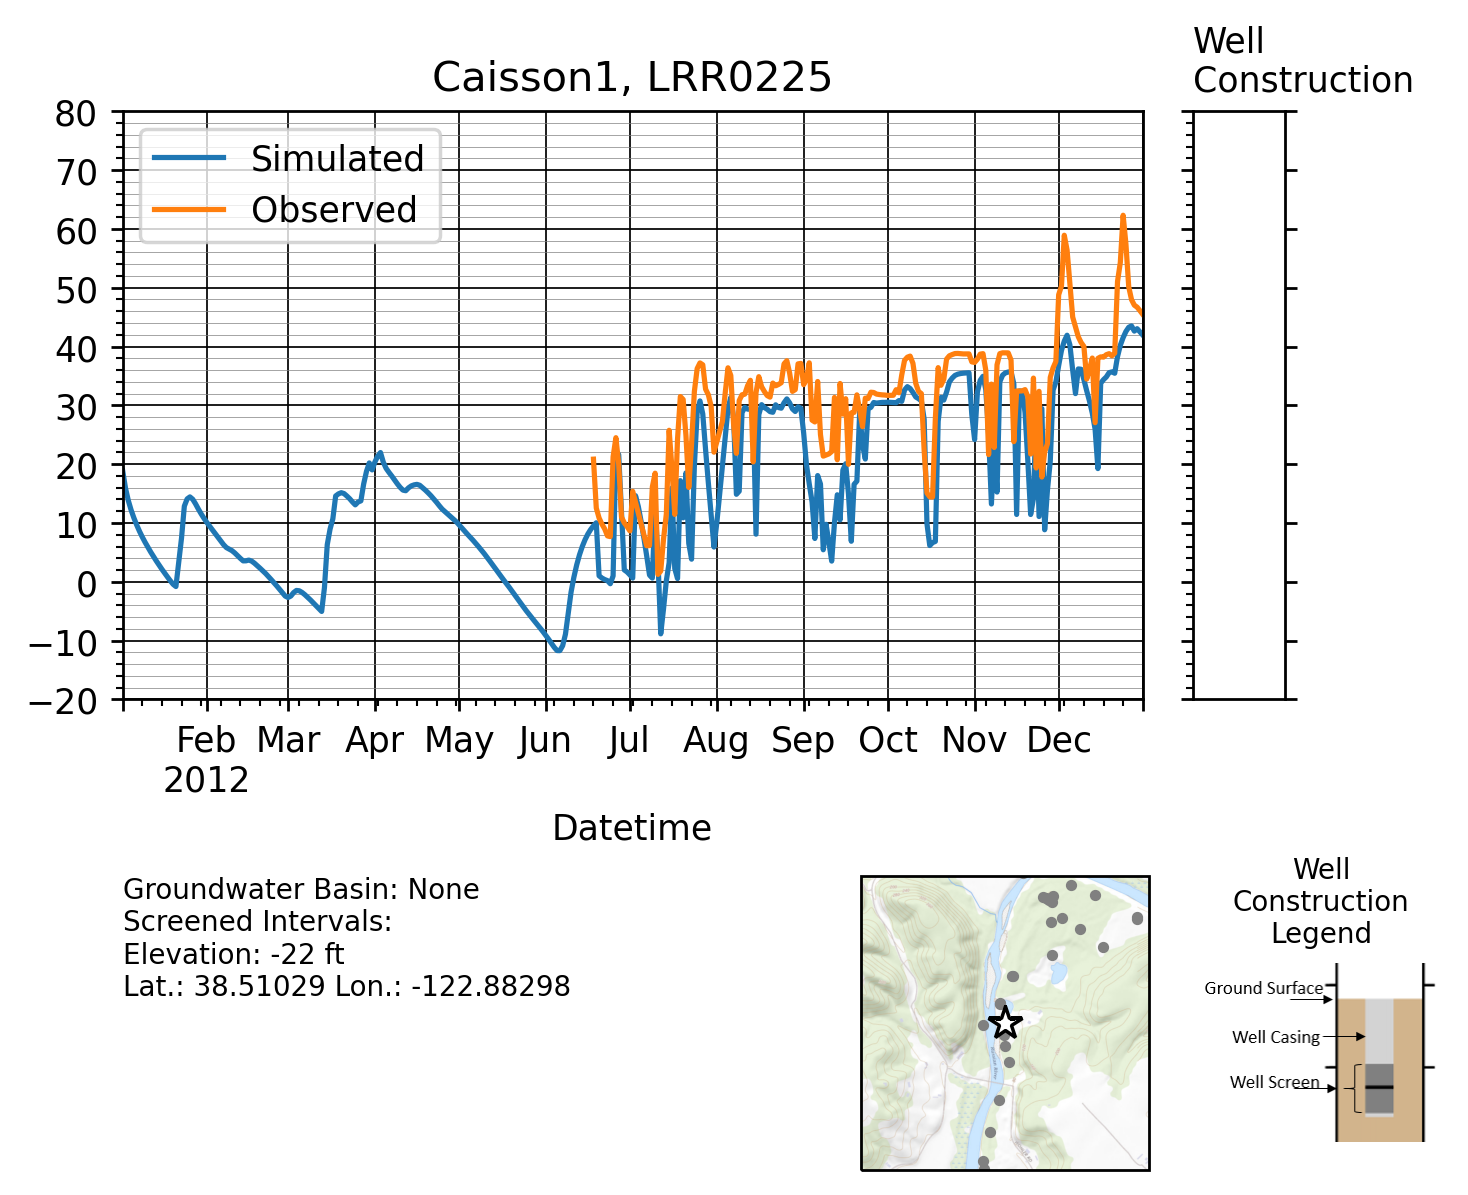 Well
Construction
Caisson1, LRR0225
80
70
60
50
40
30
20
10
0
−10
−20
Simulated
Observed
Feb Mar Apr May Jun Jul Aug Sep Oct Nov Dec
2012
Datetime
Groundwater Basin: None
Screened Intervals:
Elevation: -22 ft
Lat.: 38.51029 Lon.: -122.88298
Well
Construction
Legend
Ground Surface
Well Casing
Well Screen